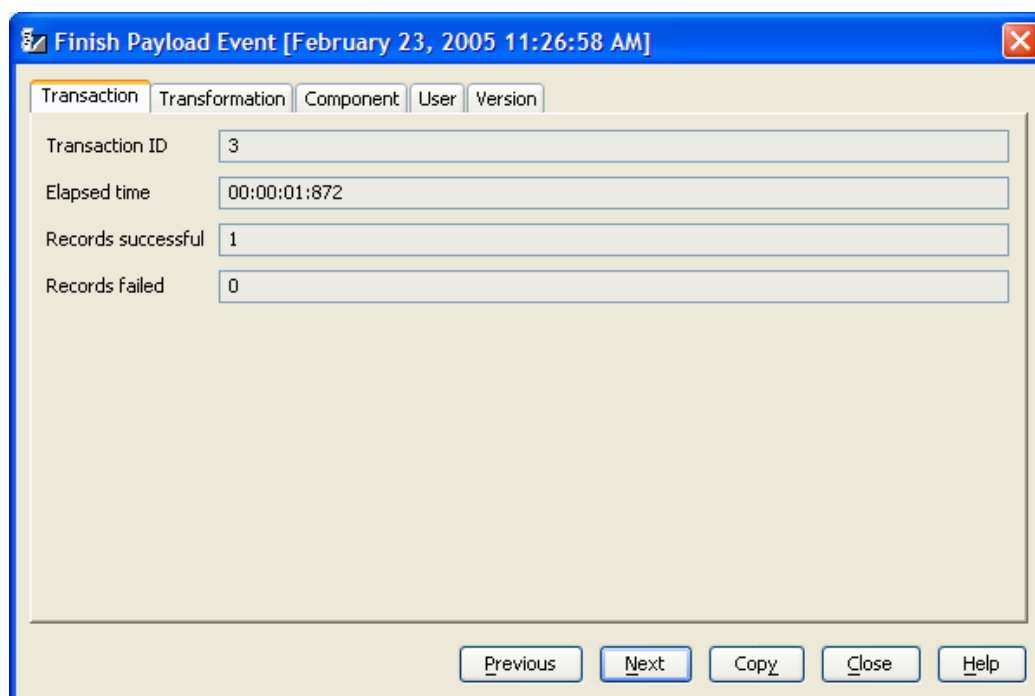 Finish Payload Event [February 23, 2005 11:26:58 AM]
Transaction Transformation Component User Version
Transaction ID 3
Elapsed time 00:00:01:872
Records successful 1
Records failed 0
Previous Next Copy Close Help